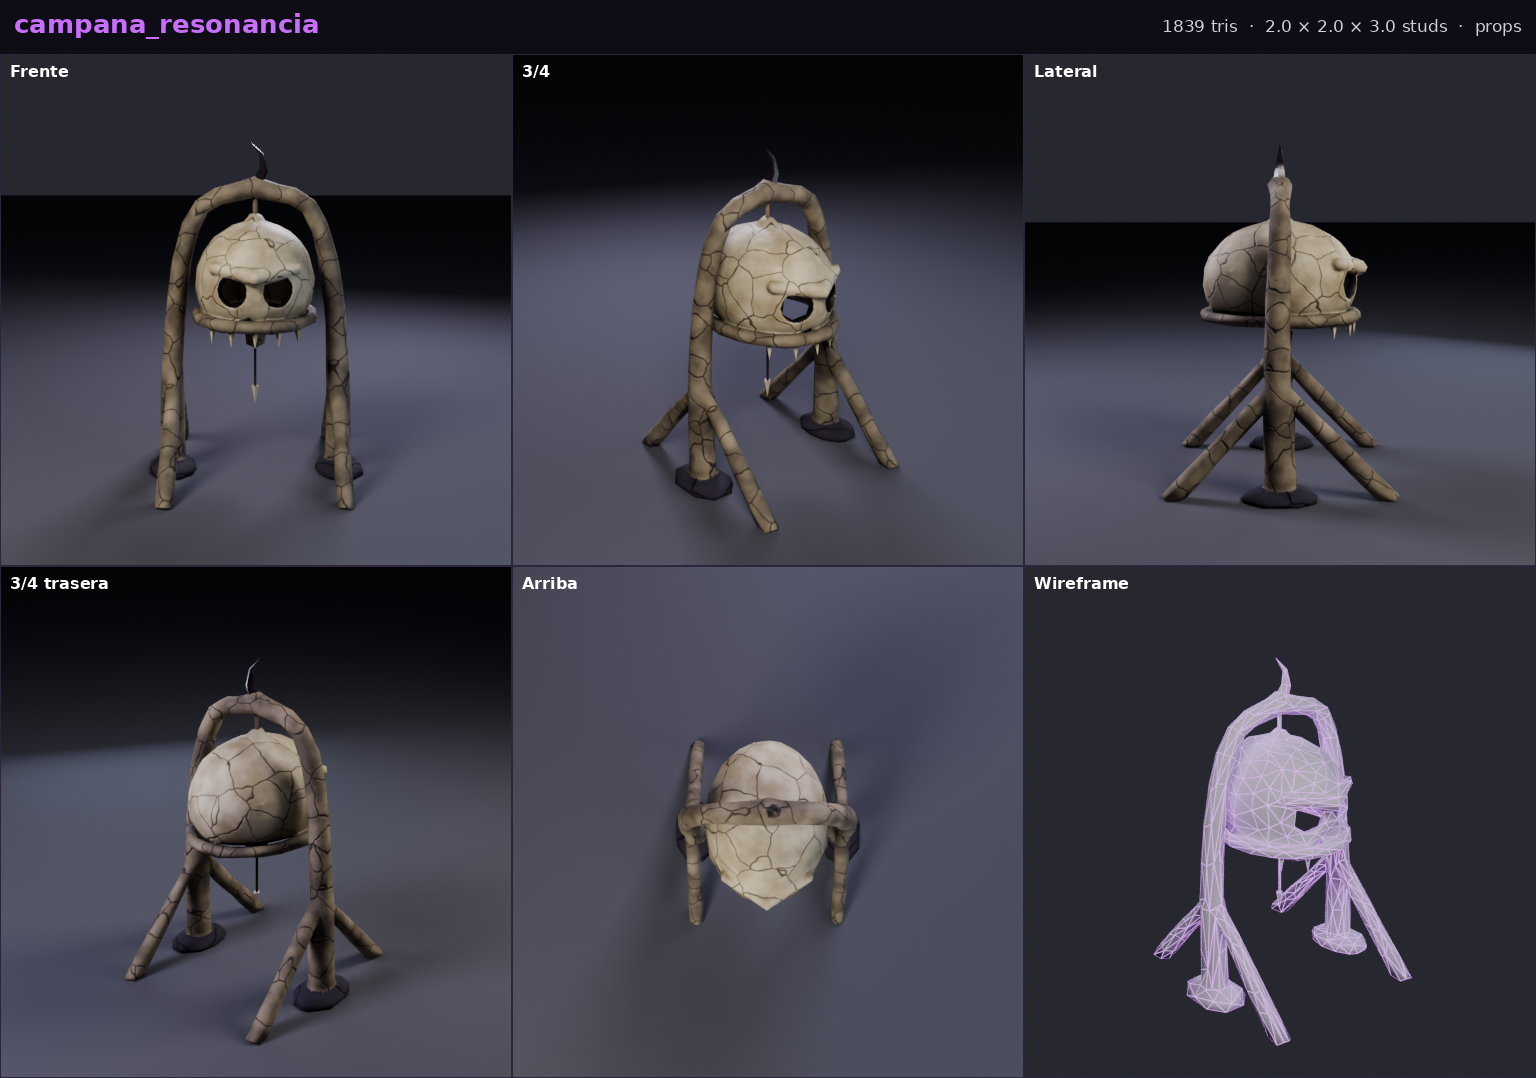 campana_resonancia
1839 tris · 2.0 × 2.0 × 3.0 studs · props
Frente
3/4
Lateral
3/4 trasera
Arriba
Wireframe